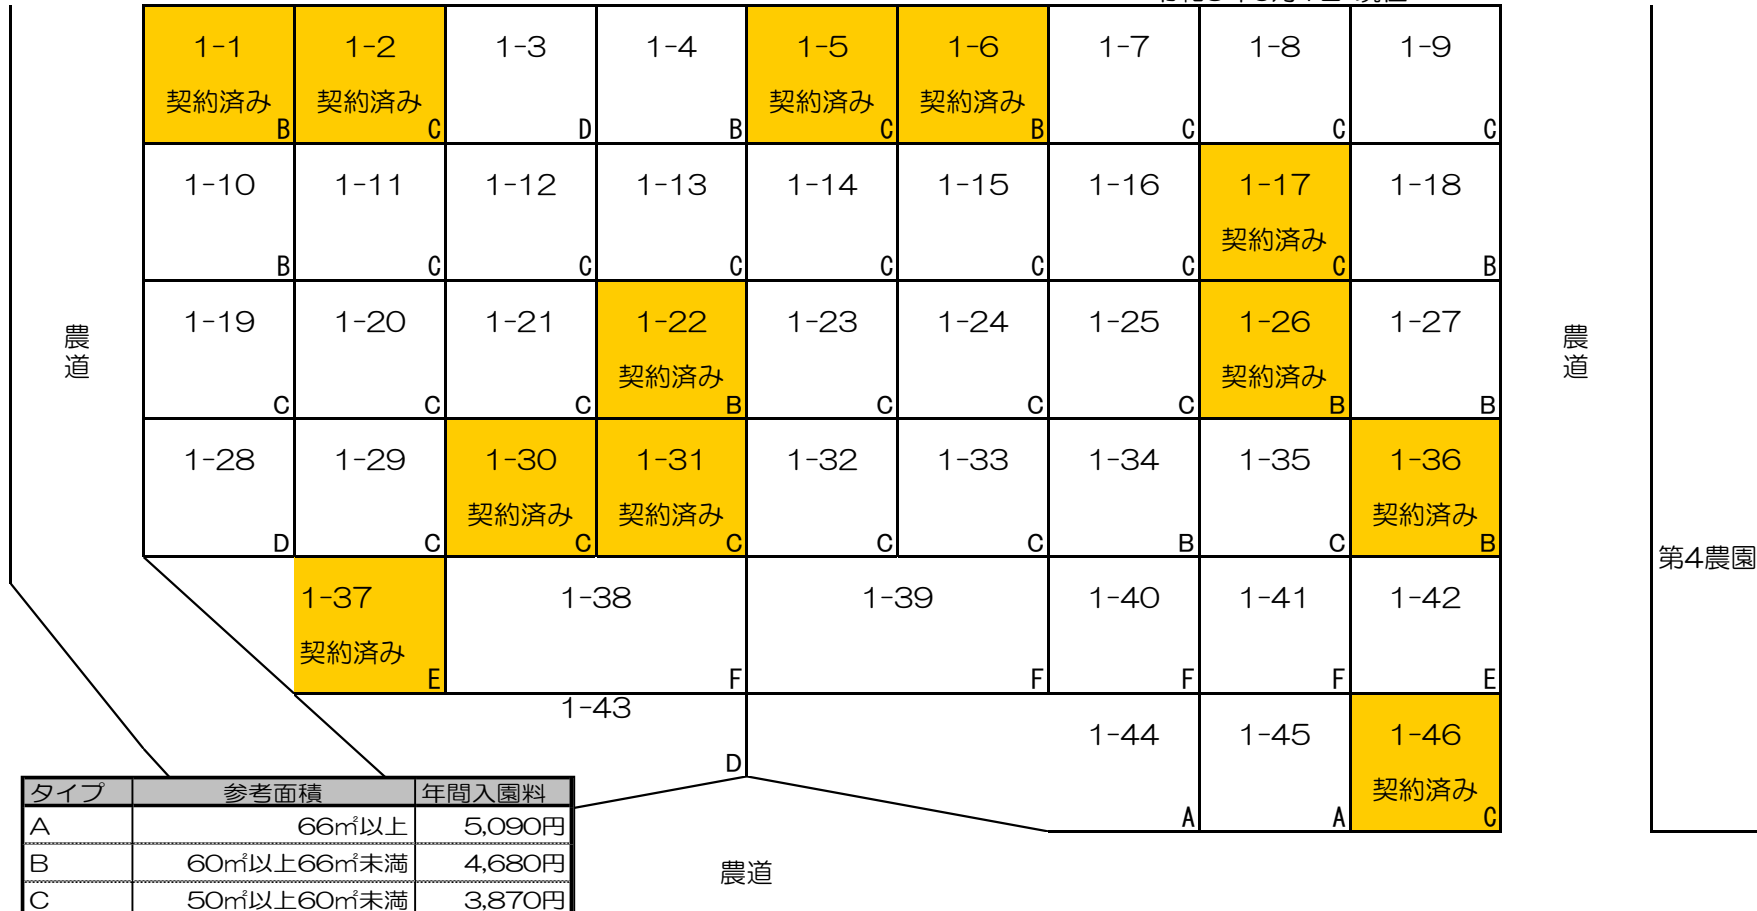 1-1 1-2 1-3 1-4 1-5 1-6 1-7 1-8 1-9
契約済み 契約済み 契約済み 契約済み
B C D B C B C C C
1-10 1-11 1-12 1-13 1-14 1-15 1-16 1-17 1-18
契約済み
B C C C C C C C B
1-19 1-20 1-21 1-22 1-23 1-24 1-25 1-26 1-27
農道
農道
契約済み 契約済み
C C C B C C C B B
1-28 1-29 1-30 1-31 1-32 1-33 1-34 1-35 1-36
契約済み 契約済み 契約済み
D C C C C C B C B
第4農園
1-37 1-38 1-39 1-40 1-41 1-42
契約済み
E F F F F E
1-43
1-44 1-45 1-46
D
契約済み
A A C
タイプ 参考面積 年間入園料
A 66㎡以上 5,090円
B 60㎡以上66㎡未満 4,680円
C 50㎡以上60㎡未満 3,870円
農道